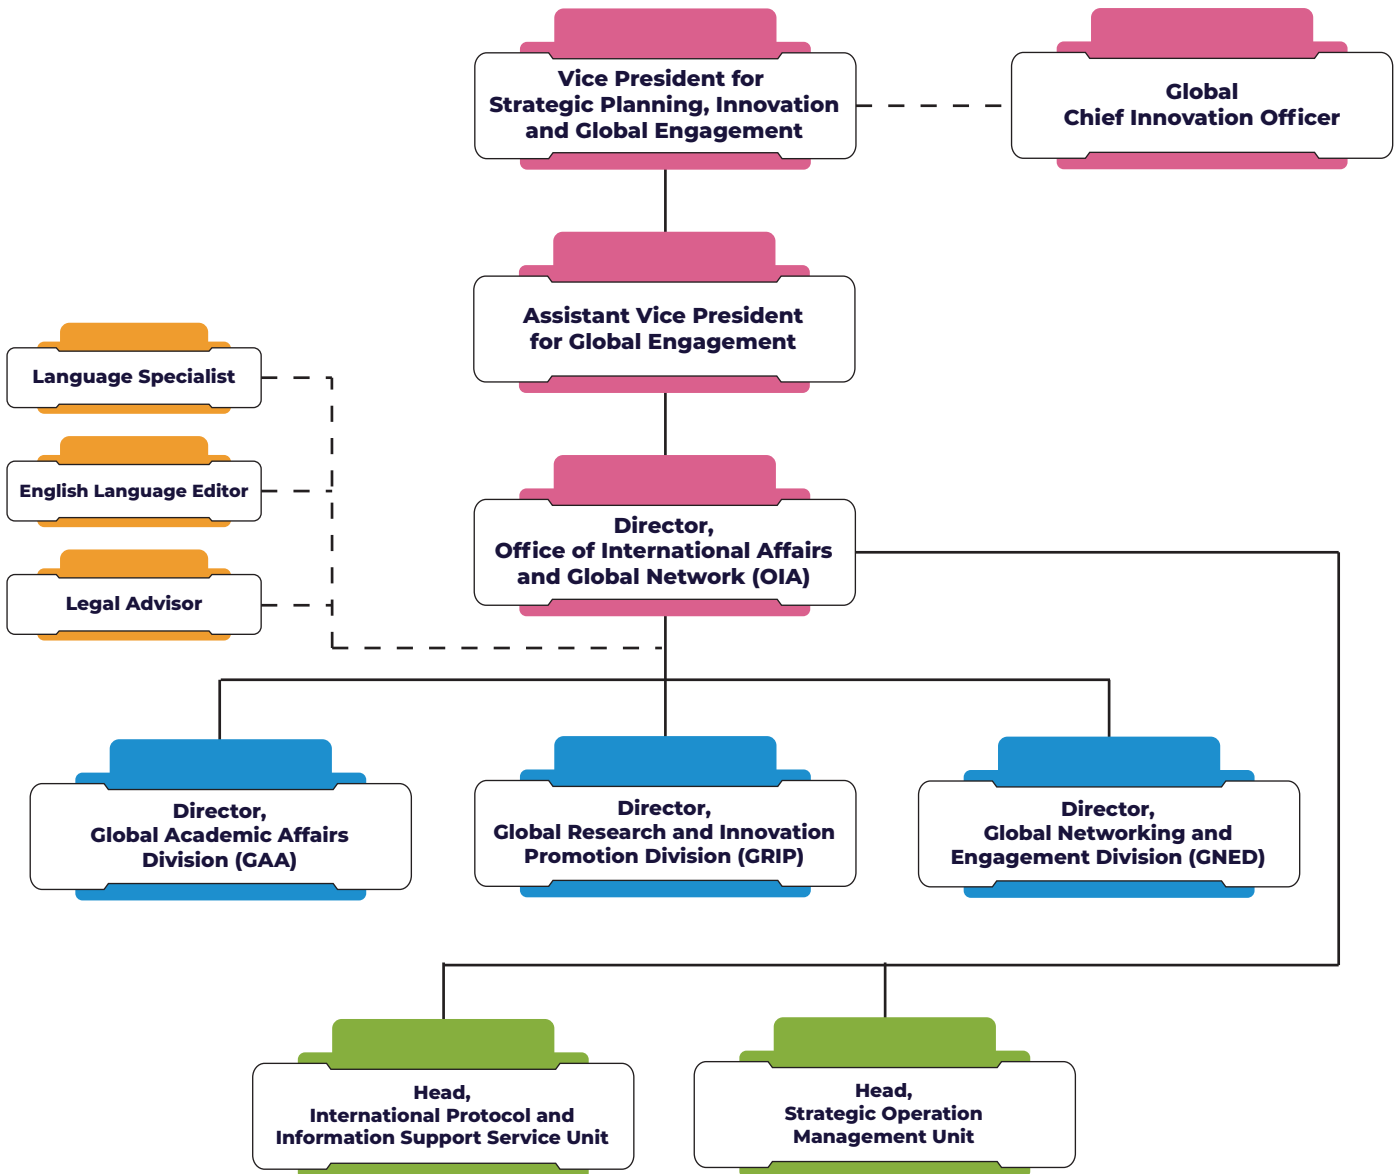 Vice President for
Strategic Planning, Innovation
and Global Engagement
Global
Chief Innovation Officer
Assistant Vice President
for Global Engagement
Language Specialist
English Language Editor
Legal Advisor
Director,
Office of International Affairs
and Global Network (OIA)
Director,
Global Academic Affairs
Division (GAA)
Director,
Global Research and Innovation
Promotion Division (GRIP)
Director,
Global Networking and
Engagement Division (GNED)
Head,
International Protocol and
Information Support Service Unit
Head,
Strategic Operation
Management Unit